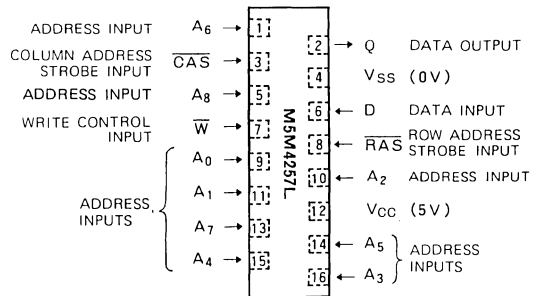 ADDRESS INPUT A6 → 1
2 → Q DATA OUTPUT
COLUMN ADDRESS
STROBE INPUT C̅A̅S̅ → 3
4 VSS (0V)
ADDRESS INPUT A8 → 5
6 ← D DATA INPUT
WRITE CONTROL
INPUT W̅ → 7
8 ← R̅A̅S̅ ROW ADDRESS
STROBE INPUT
A0 → 9
10 ← A2 ADDRESS INPUT
A1 → 11
12 VCC (5V)
ADDRESS
INPUTS
A7 → 13
14 ← A5
A4 → 15
16 ← A3
ADDRESS
INPUTS
M5M4257L